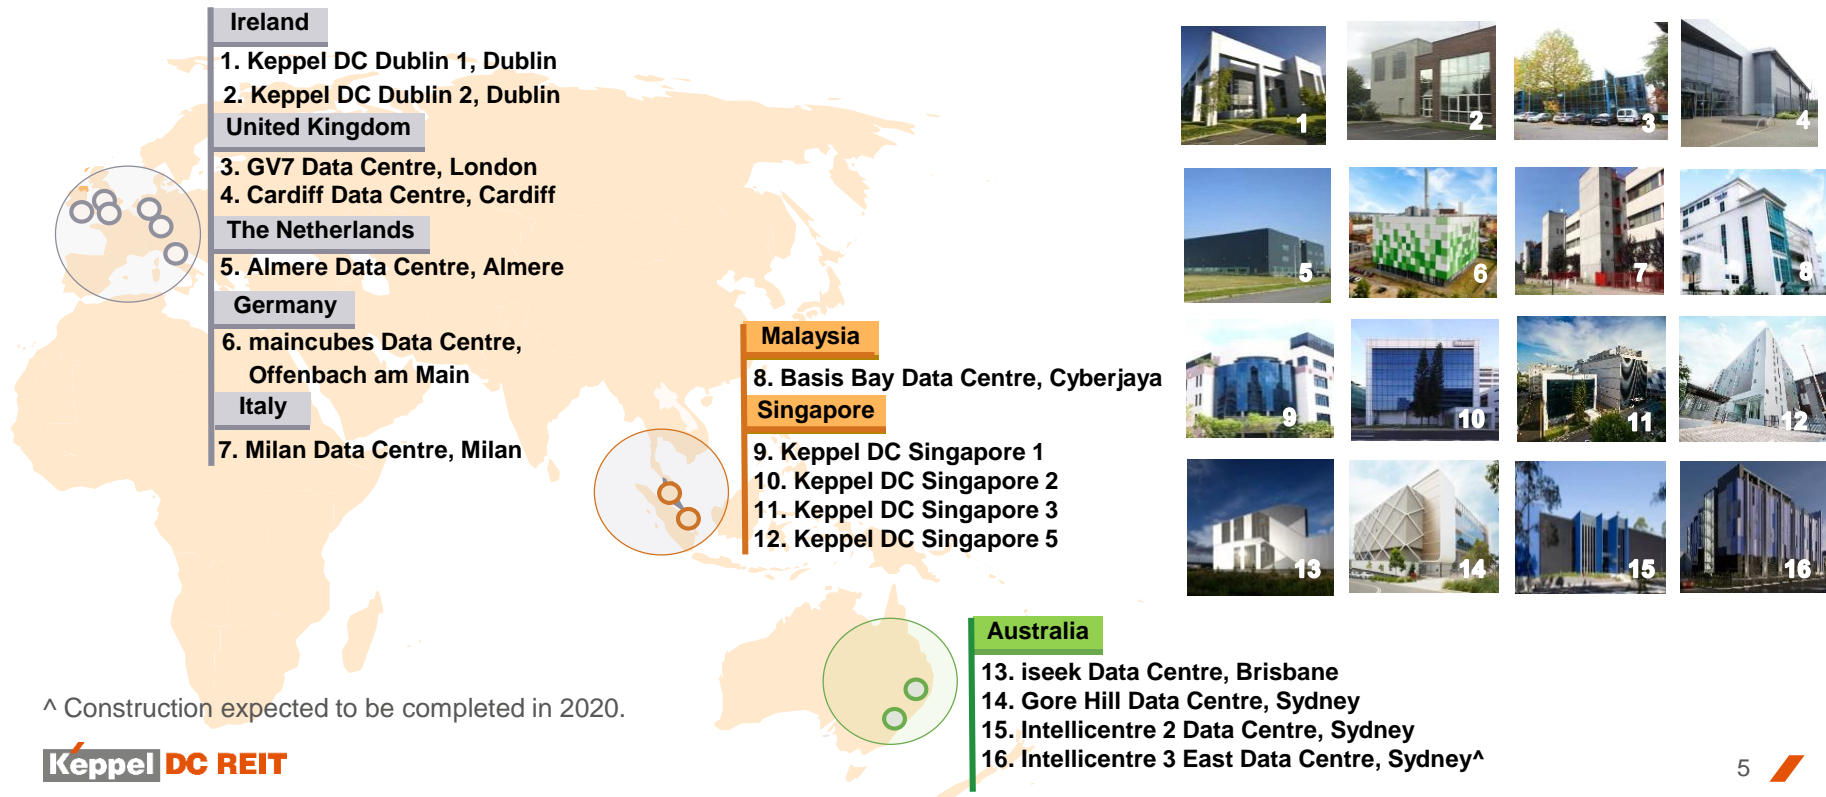 Ireland
1. Keppel DC Dublin 1, Dublin
2. Keppel DC Dublin 2, Dublin
United Kingdom
3. GV7 Data Centre, London
4. Cardiff Data Centre, Cardiff
The Netherlands
5. Almere Data Centre, Almere
Germany
6. maincubes Data Centre,
Offenbach am Main
Italy
7. Milan Data Centre, Milan
Malaysia
8. Basis Bay Data Centre, Cyberjaya
Singapore
9. Keppel DC Singapore 1
10. Keppel DC Singapore 2
11. Keppel DC Singapore 3
12. Keppel DC Singapore 5
Australia
13. iseek Data Centre, Brisbane
14. Gore Hill Data Centre, Sydney
15. Intellicentre 2 Data Centre, Sydney
16. Intellicentre 3 East Data Centre, Sydney^
1 2 3 4
5 6 7 8
9 10 11 12
13 14 15 16
^ Construction expected to be completed in 2020.
Keppel DC REIT
5